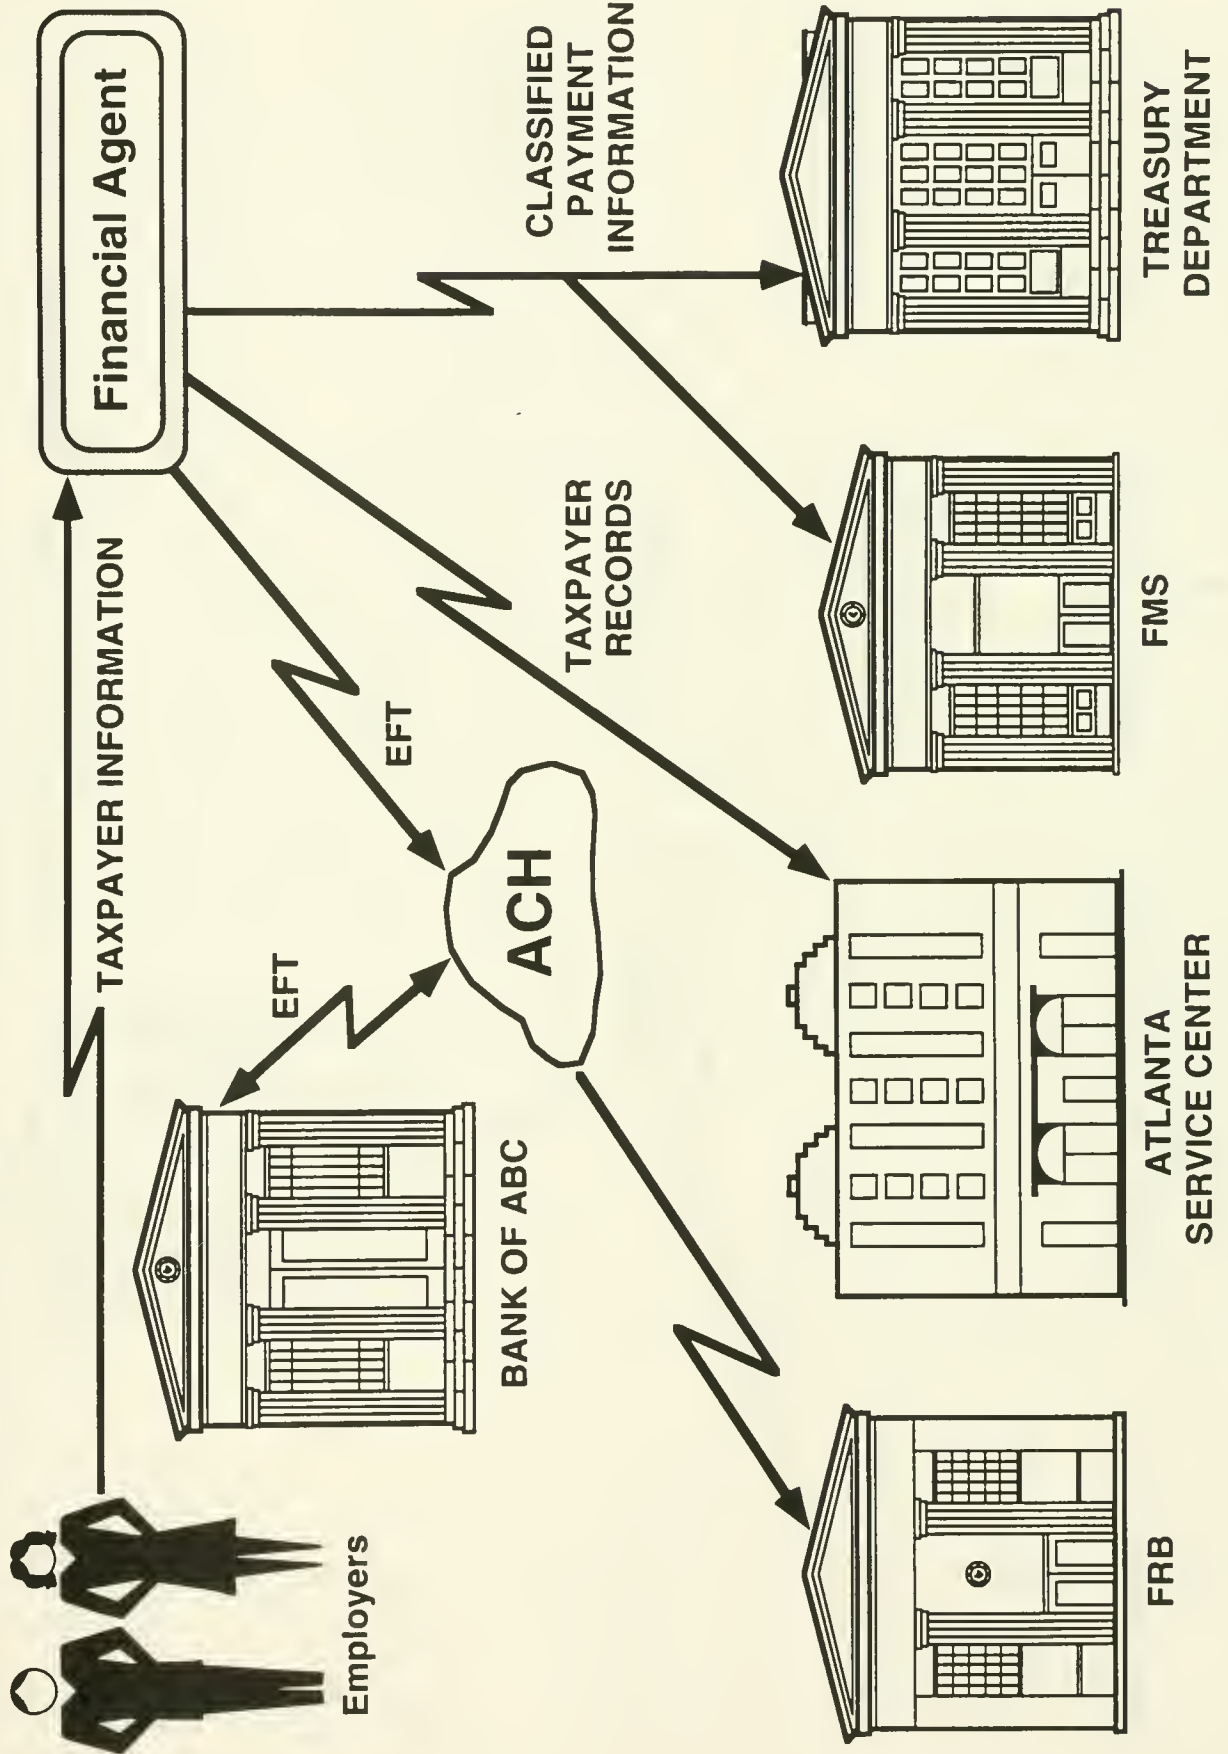 Employers
TAXPAYER INFORMATION
Financial Agent
BANK OF ABC
EFT
ACH
EFT
TAXPAYER
RECORDS
CLASSIFIED
PAYMENT
INFORMATION
FRB
ATLANTA
SERVICE CENTER
FMS
TREASURY
DEPARTMENT